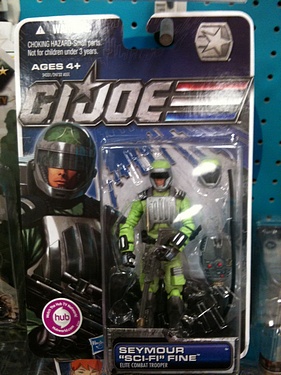 CHOKING HAZARD-Small parts.
Not for children under 3 years.
AGES 4+
GI JOE
hub
SEYMOUR
"SCI-FI" FINE
ELITE COMBAT TROOPER